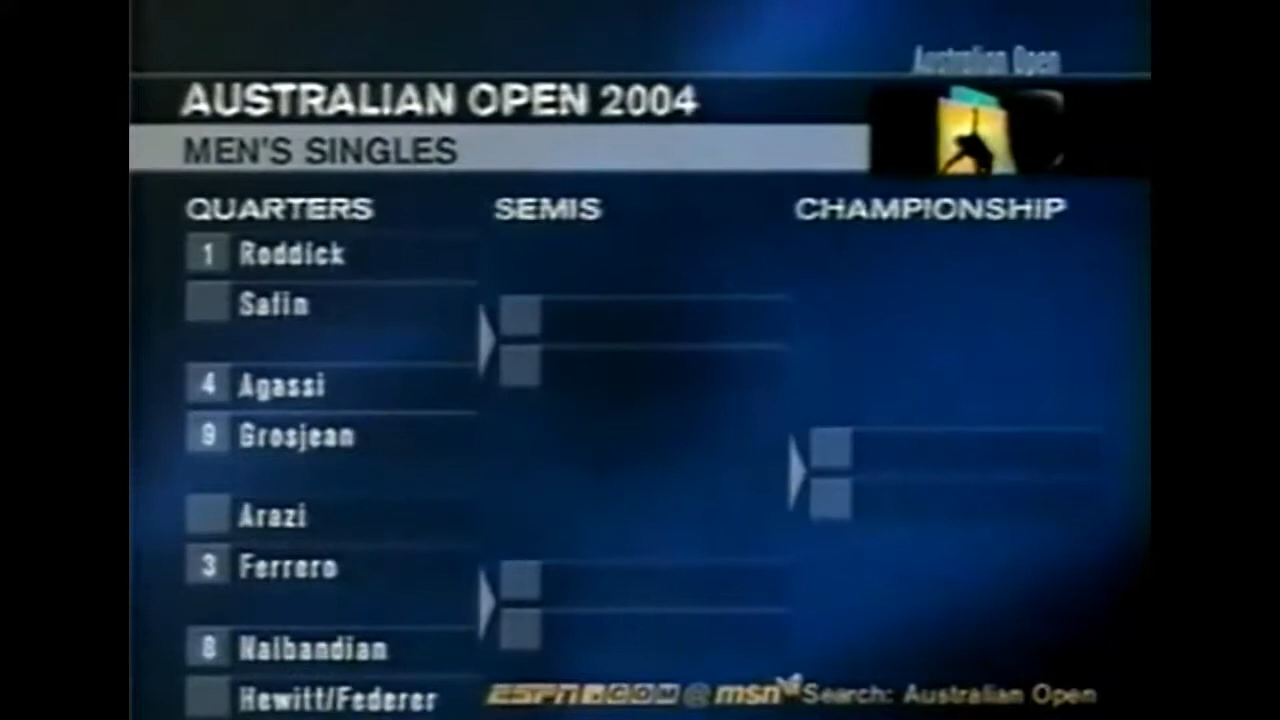 Australian Open
AUSTRALIAN OPEN 2004
MEN'S SINGLES
QUARTERS SEMIS CHAMPIONSHIP
1 Roddick
Safin
4 Agassi
9 Grosjean
Arazi
3 Ferrero
8 Nalbandian
Hewitt/Federer
ESPN.COM@msn Search: Australian Open